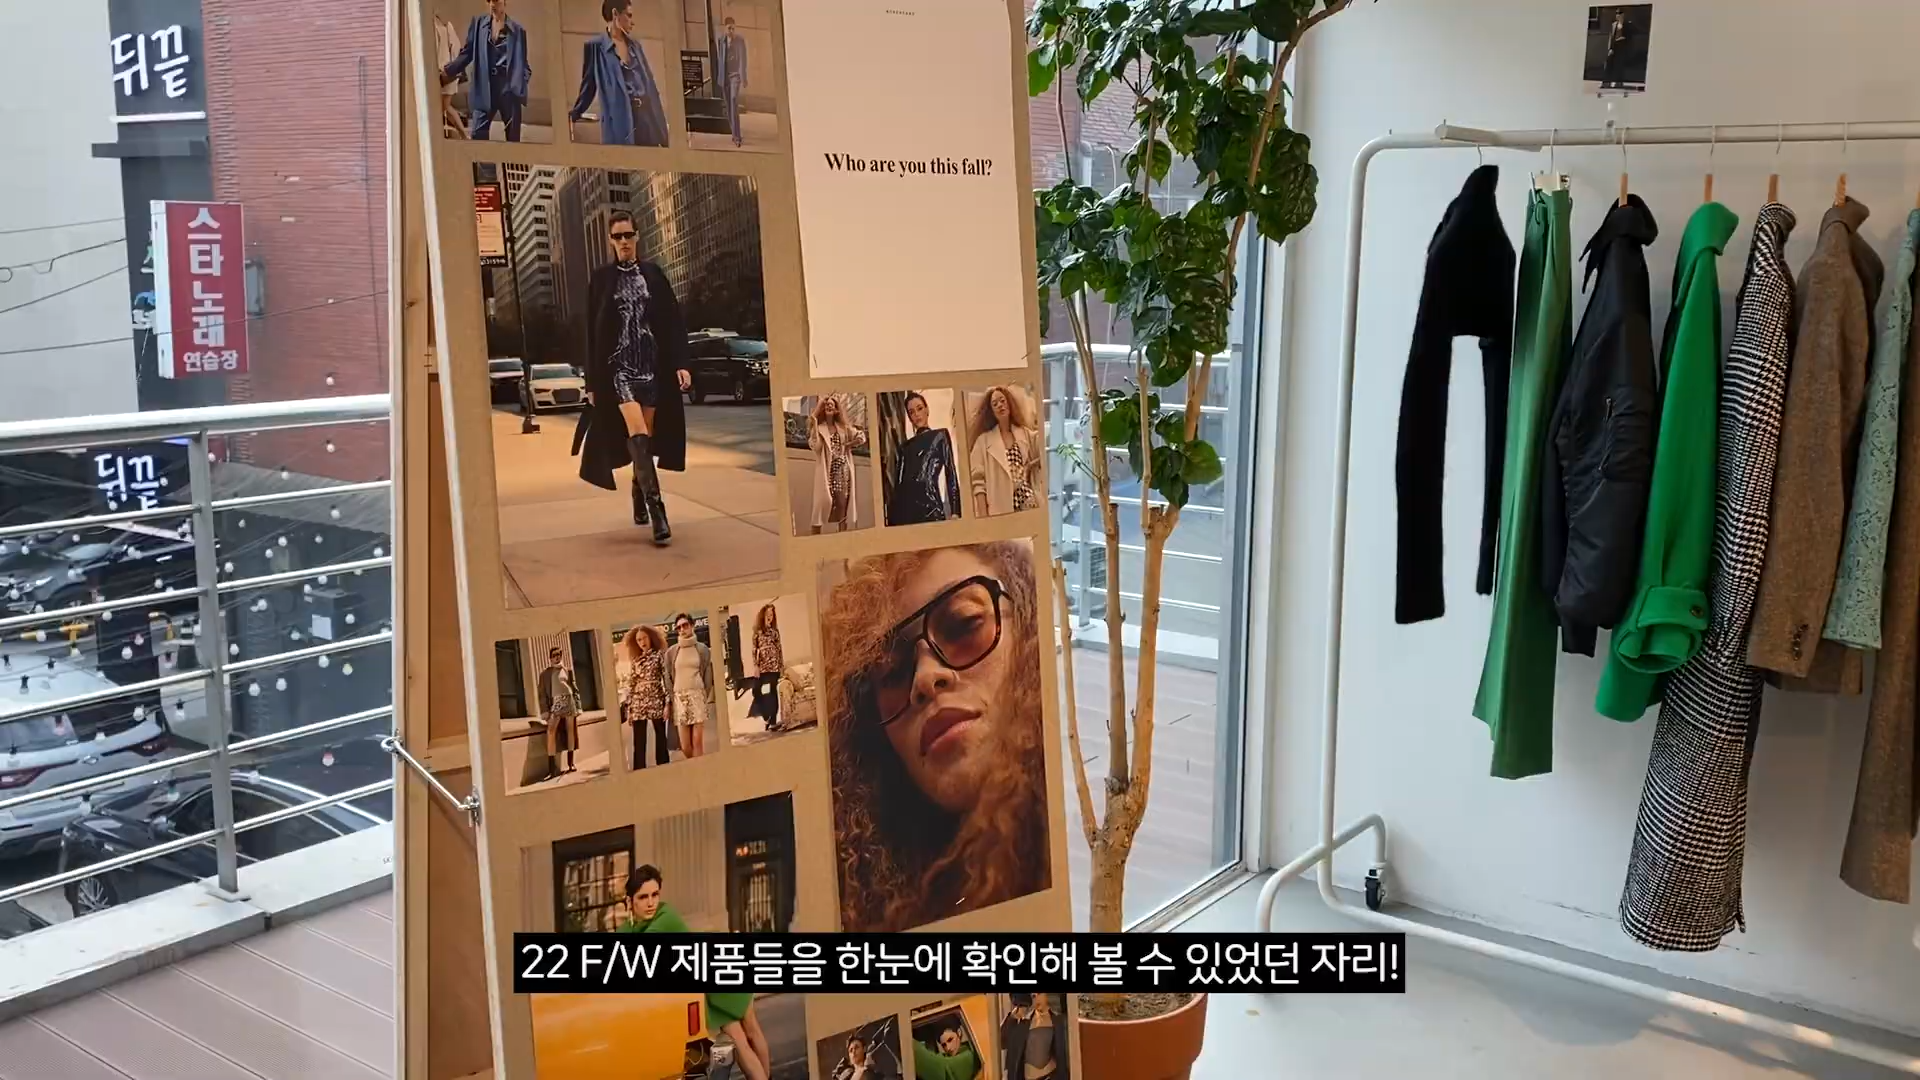 뒤끝
스타노래
연습장
뒤끝
Who are you this fall?
22 F/W 제품들을 한눈에 확인해 볼 수 있었던 자리!